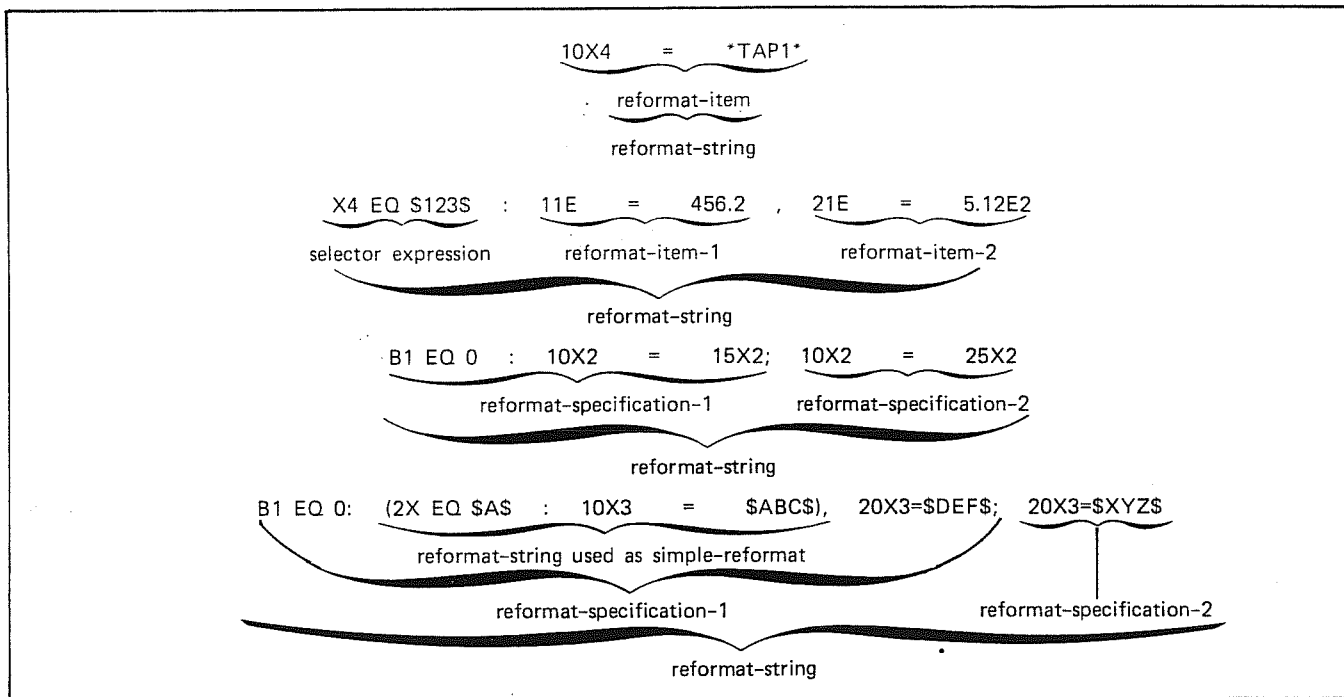 10X4 = *TAP1*
reformat-item
reformat-string
X4 EQ $123$ : 11E = 456.2 , 21E = 5.12E2
selector expression reformat-item-1 reformat-item-2
reformat-string
B1 EQ 0 : 10X2 = 15X2; 10X2 = 25X2
reformat-specification-1 reformat-specification-2
reformat-string
B1 EQ 0: (2X EQ $A$ : 10X3 = $ABC$), 20X3=$DEF$; 20X3=$XYZ$
reformat-string used as simple-reformat
reformat-specification-1 reformat-specification-2
reformat-string